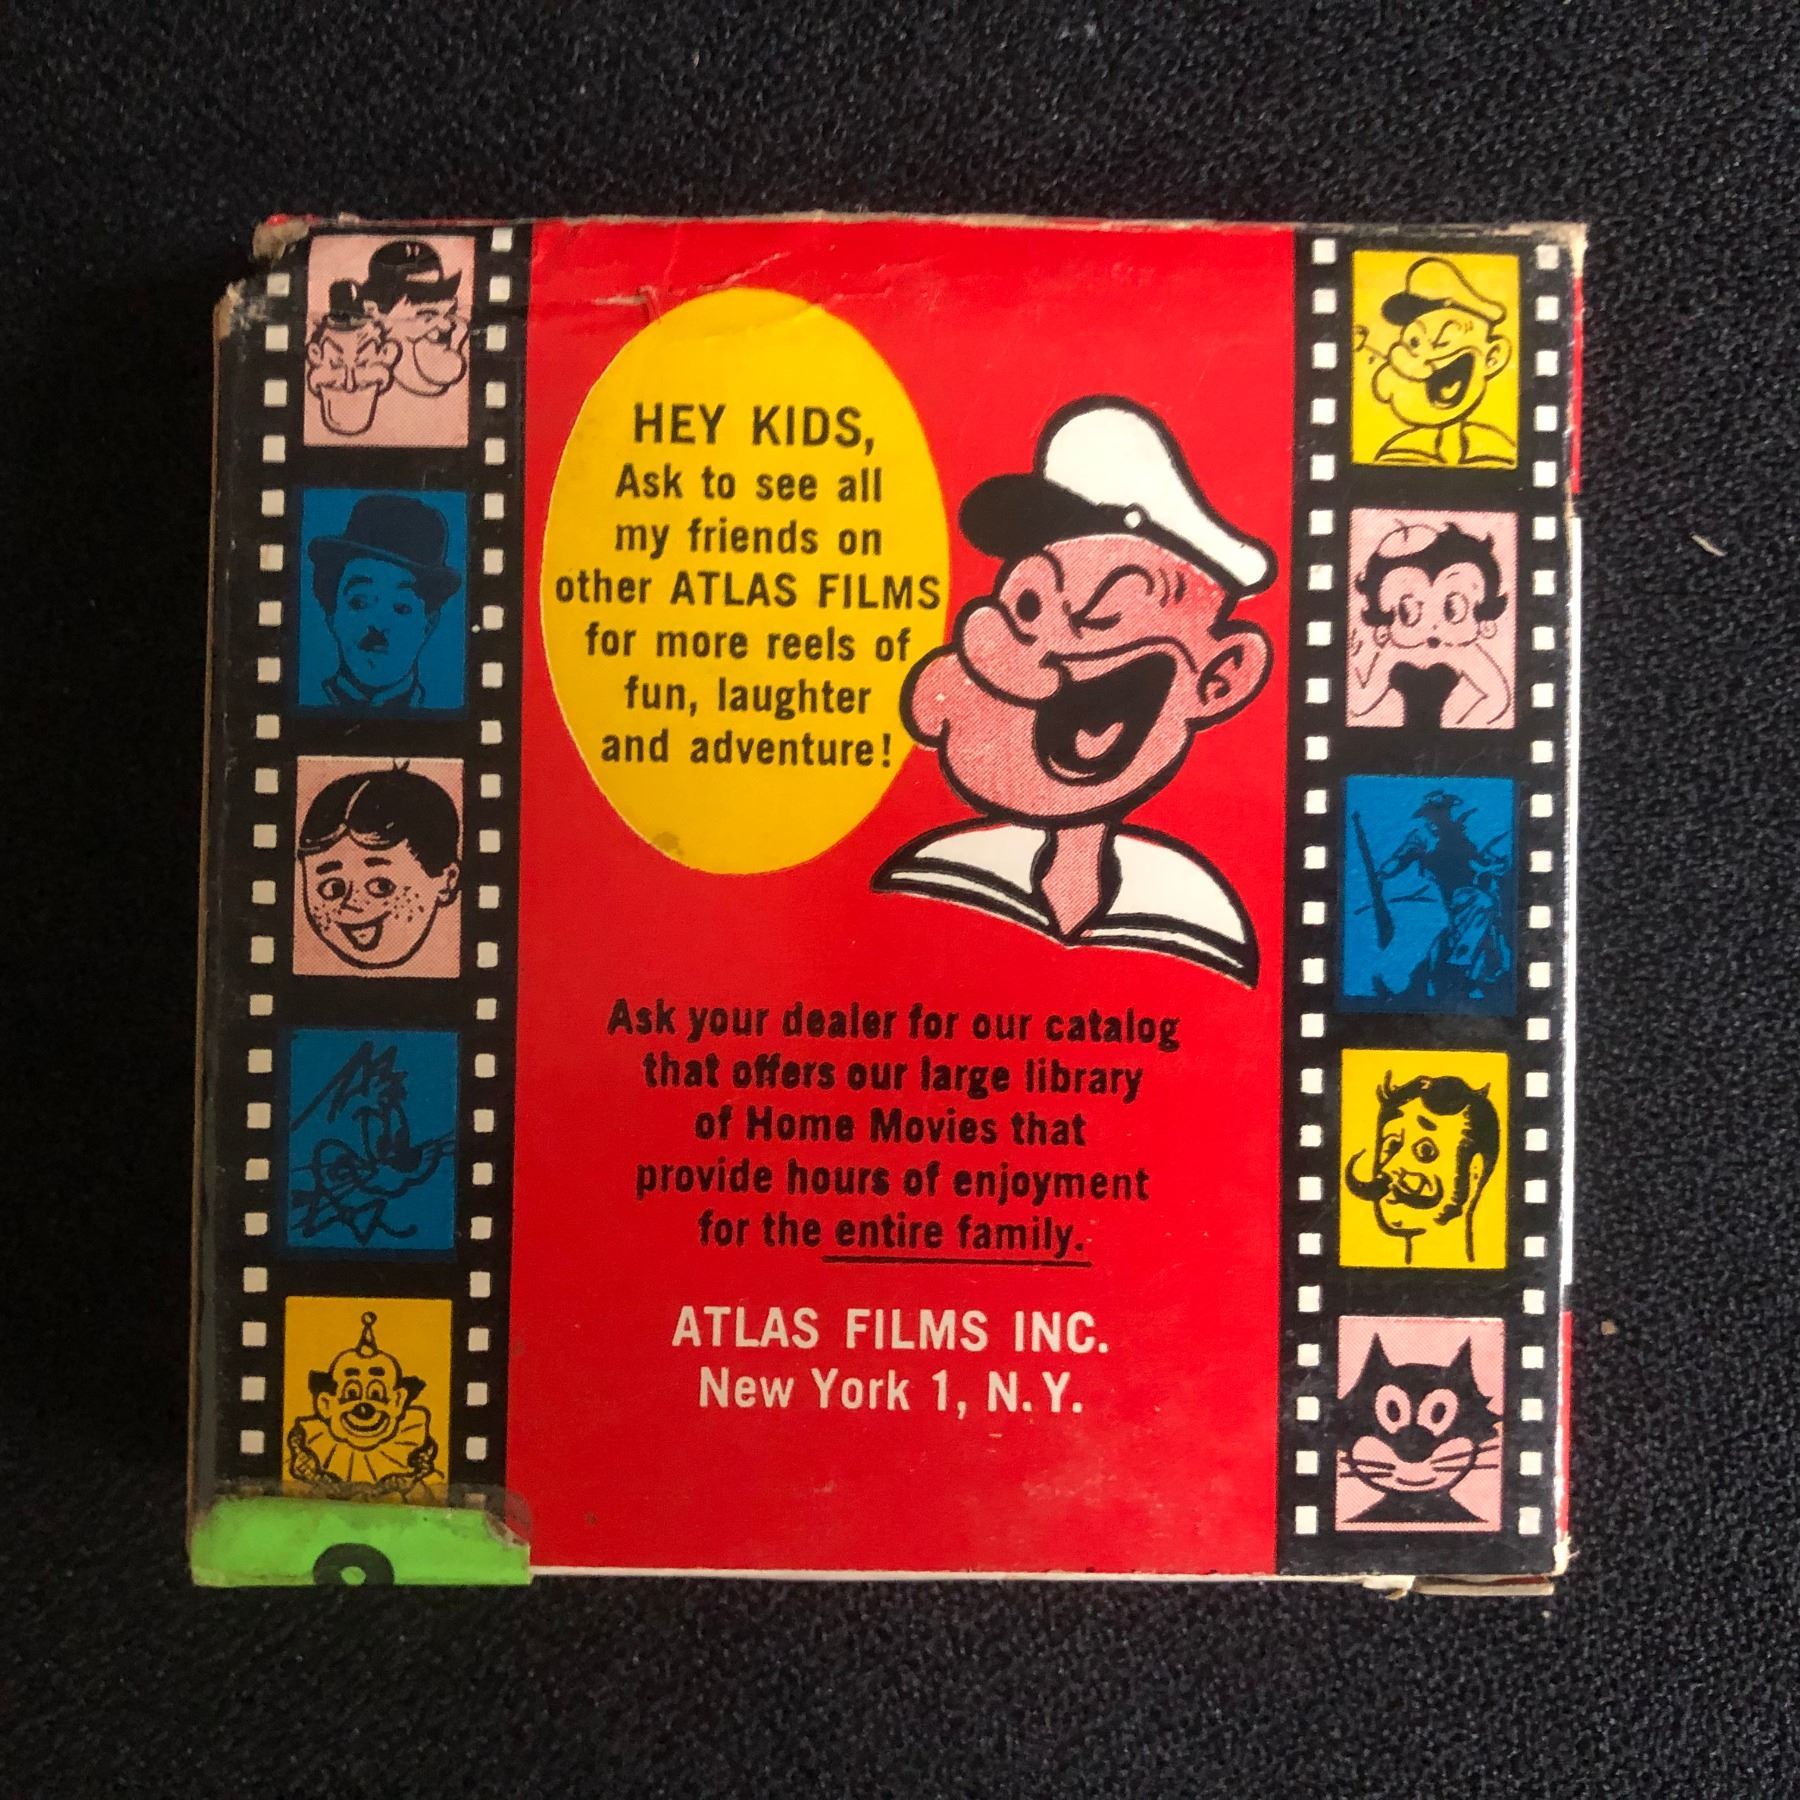 HEY KIDS,
Ask to see all
my friends on
other ATLAS FILMS
for more reels of
fun, laughter
and adventure!
Ask your dealer for our catalog
that offers our large library
of Home Movies that
provide hours of enjoyment
for the entire family.
ATLAS FILMS INC.
New York 1, N.Y.